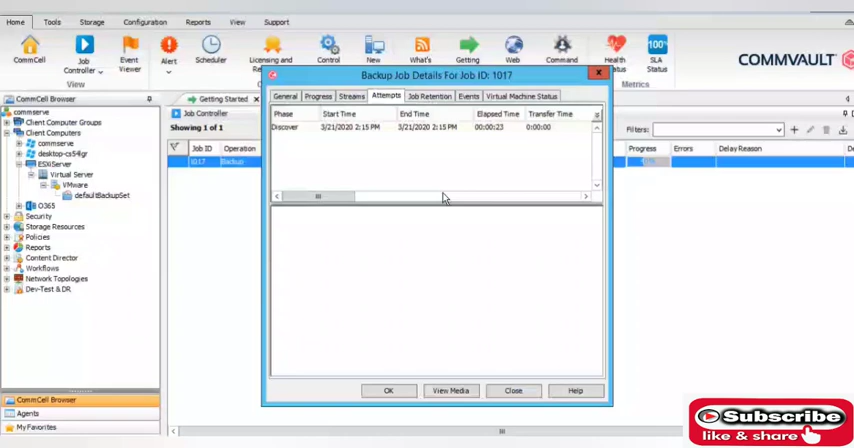 Home Tools Storage Configuration Reports View Support
CommCell Job Controller Event Viewer Alert Scheduler Licensing and Control New What's Getting Web Command Health SLA Status
View Metrics
COMMVAULT
Backup Job Details For Job ID: 1017
CommCell Browser
Getting Started
General Progress Streams Attempts Job Retention Events Virtual Machine Status
commserve
Client Computer Groups
Client Computers
commserve
desktop-cs54lgr
ESXiServer
Virtual Server
VMware
defaultBackupSet
O365
Security
Storage Resources
Policies
Reports
Content Director
Workflows
Network Topologies
Dev-Test & DR
Job Controller
Showing 1 of 1
Filters:
Job ID Operation
1017 Backup
Progress Errors Delay Reason
Phase Start Time End Time Elapsed Time Transfer Time
Discover 3/21/2020 2:15 PM 3/21/2020 2:15 PM 00:00:23 0:00:00
OK View Media Close Help
CommCell Browser
Agents
MyFavorites
Subscribe
like & share